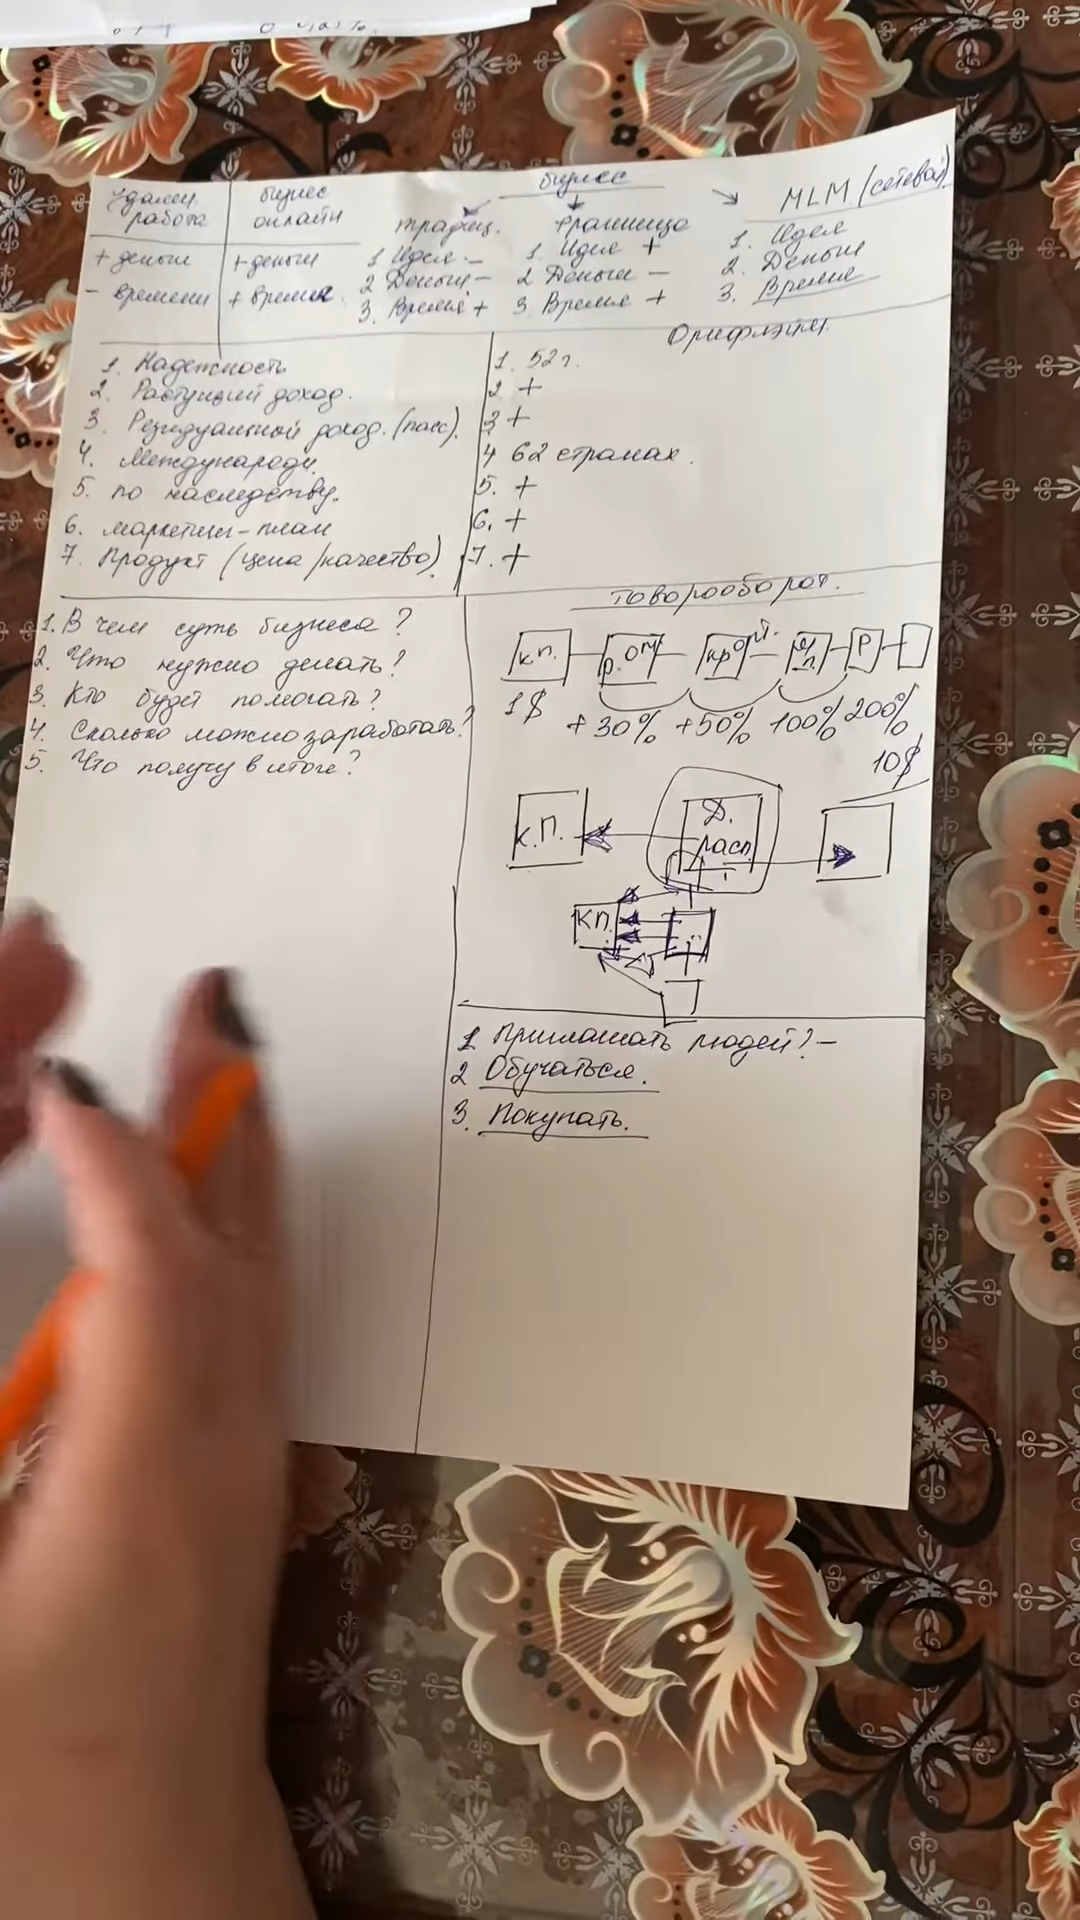 бизнес
удален. работа
бизнес онлайн
традиц.
франшиза
MLM (сетевой)
+ деньги
- времени
+ деньги
+ время.
1 Идея -
2 Деньги -
3. Время +
1. Идея +
2 Деньги -
3 Время +
1. Идея
2. Деньги
3. Время
Орифлэйм.
1. Надежность
2. Растущий доход.
3. Резидуальный доход. (пасс).
4. Международн.
5. по наследству.
6. маркетинг-план
7. Продукт (цена/качество)
1. 52 г.
2 +
3 +
4 62 странах.
5. +
6. +
7. +
1. В чем суть бизнеса?
2. Что нужно делать?
3. Кто будет помогать?
4. Сколько можно заработать?
5. Что получу в итоге?
товарооборот.
к.п.
р. опт
кр опт.
Р
1$ +30% +50% 100% 200%
10$
К.П.
Д. расп.
КП.
1 Приглашать людей? -
2 Обучаться.
3. Покупать.